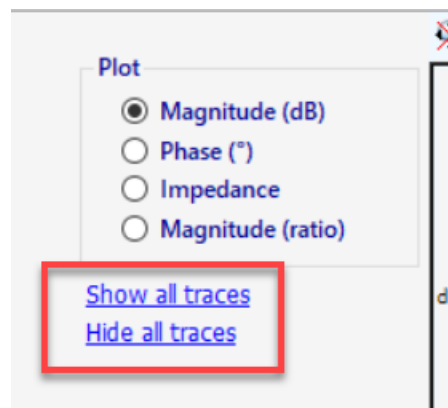 Plot
Magnitude (dB)
Phase (°)
Impedance
Magnitude (ratio)
Show all traces
Hide all traces